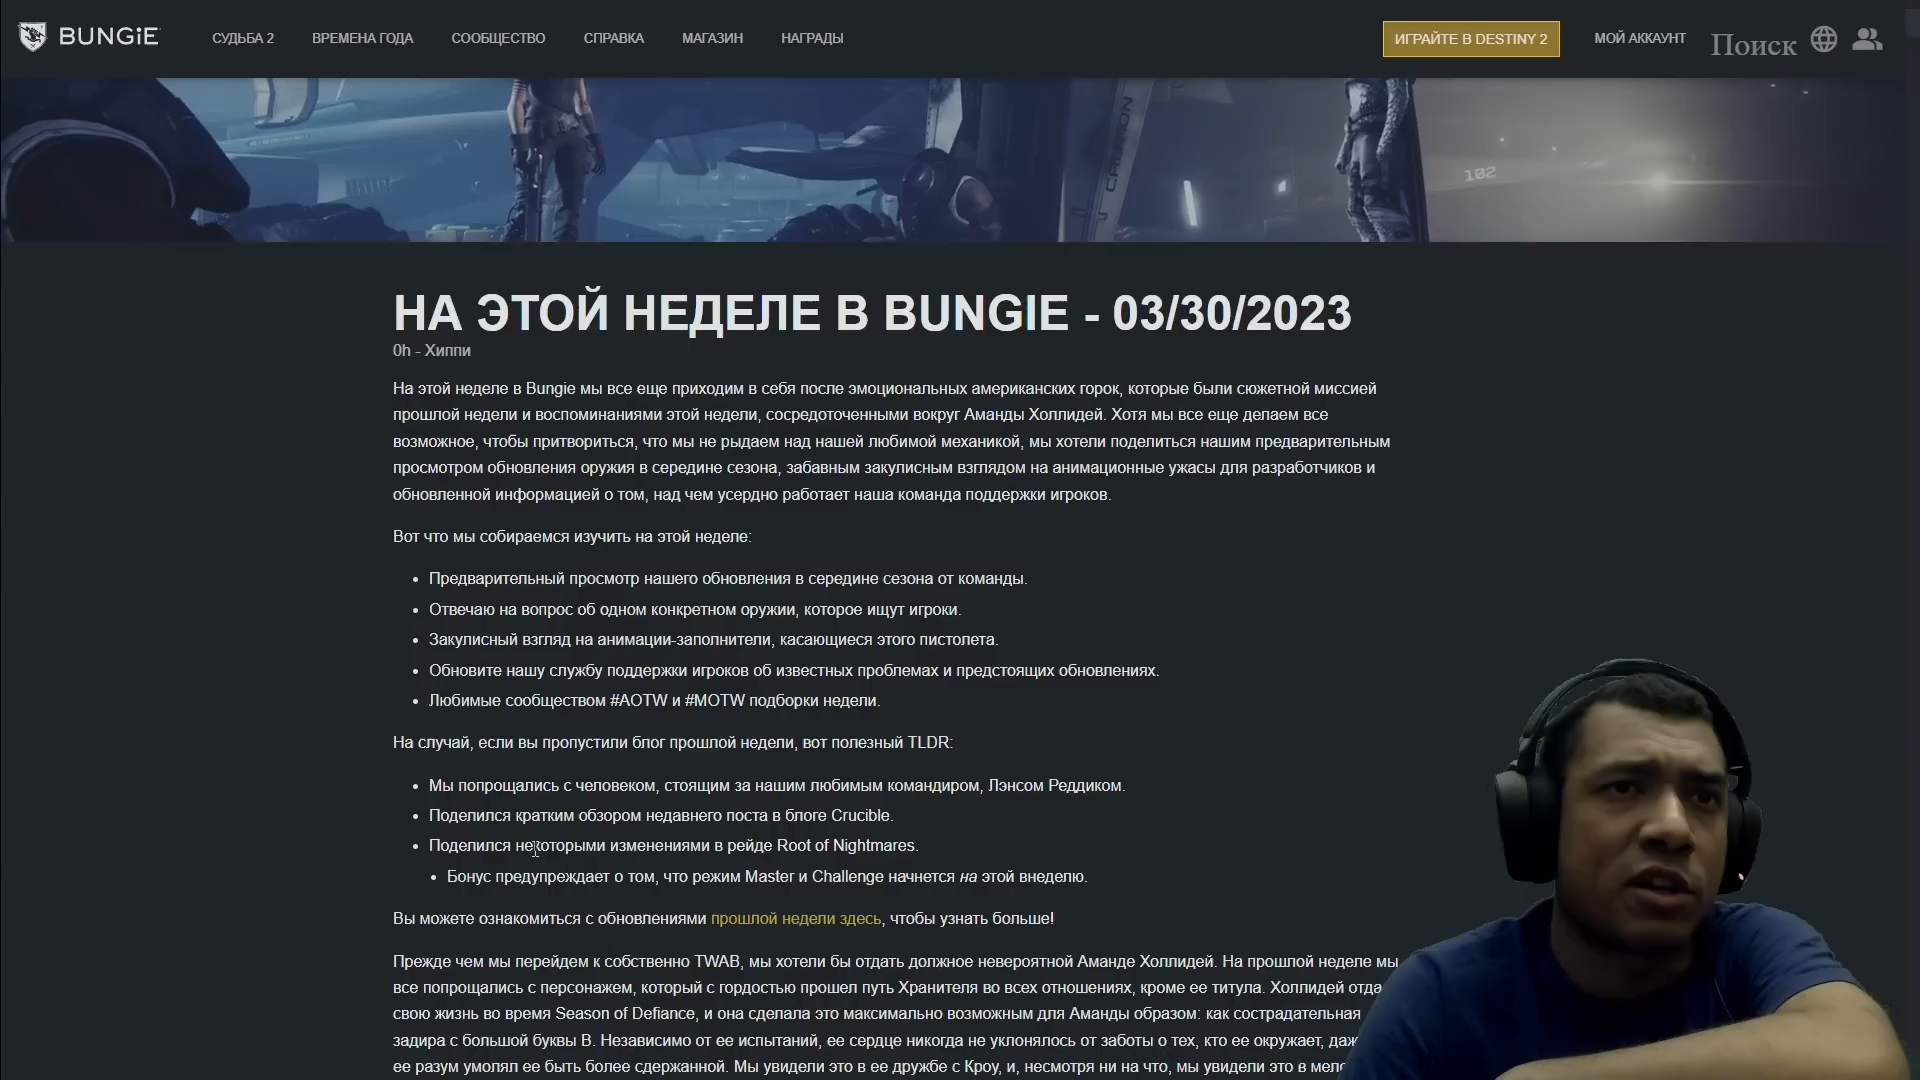 BUNGiE
СУДЬБА 2 ВРЕМЕНА ГОДА СООБЩЕСТВО СПРАВКА МАГАЗИН НАГРАДЫ ИГРАЙТЕ В DESTINY 2 МОЙ АККАУНТ Поиск
102
НА ЭТОЙ НЕДЕЛЕ В BUNGIE - 03/30/2023
0h - Хиппи
На этой неделе в Bungie мы все еще приходим в себя после эмоциональных американских горок, которые были сюжетной миссией
прошлой недели и воспоминаниями этой недели, сосредоточенными вокруг Аманды Холлидей. Хотя мы все еще делаем все
возможное, чтобы притвориться, что мы не рыдаем над нашей любимой механикой, мы хотели поделиться нашим предварительным
просмотром обновления оружия в середине сезона, забавным закулисным взглядом на анимационные ужасы для разработчиков и
обновленной информацией о том, над чем усердно работает наша команда поддержки игроков.
Вот что мы собираемся изучить на этой неделе:
• Предварительный просмотр нашего обновления в середине сезона от команды.
• Отвечаю на вопрос об одном конкретном оружии, которое ищут игроки.
• Закулисный взгляд на анимации-заполнители, касающиеся этого пистолета.
• Обновите нашу службу поддержки игроков об известных проблемах и предстоящих обновлениях.
• Любимые сообществом #AOTW и #MOTW подборки недели.
На случай, если вы пропустили блог прошлой недели, вот полезный TLDR:
• Мы попрощались с человеком, стоящим за нашим любимым командиром, Лэнсом Реддиком.
• Поделился кратким обзором недавнего поста в блоге Crucible.
• Поделился некоторыми изменениями в рейде Root of Nightmares.
• Бонус предупреждает о том, что режим Master и Challenge начнется на этой внеделю.
Вы можете ознакомиться с обновлениями прошлой недели здесь, чтобы узнать больше!
Прежде чем мы перейдем к собственно TWAB, мы хотели бы отдать должное невероятной Аманде Холлидей. На прошлой неделе мы
все попрощались с персонажем, который с гордостью прошел путь Хранителя во всех отношениях, кроме ее титула. Холлидей отда
свою жизнь во время Season of Defiance, и она сделала это максимально возможным для Аманды образом: как сострадательная
задира с большой буквы В. Независимо от ее испытаний, ее сердце никогда не уклонялось от заботы о тех, кто ее окружает, даж
ее разум умолял ее быть более сдержанной. Мы увидели это в ее дружбе с Кроу, и, несмотря ни на что, мы увидели это в мел